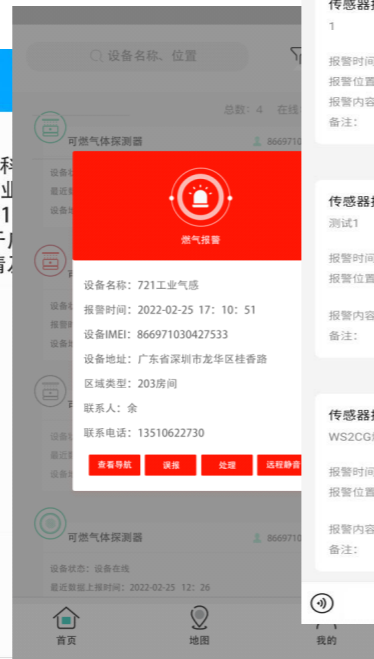 设备名称、位置
总数: 4 在线
可燃气体探测器
8669710
燃气报警
设备名称: 721工业气感
报警时间: 2022-02-25 17: 10: 51
设备IMEI: 866971030427533
设备地址: 广东省深圳市龙华区桂香路
区域类型: 203房间
联系人: 余
联系电话: 13510622730
查看导航 误报 处理 远程静音
可燃气体探测器
866971
设备状态: 设备在线
最近数据上报时间: 2022-02-25 12: 26
首页
地图
我的
传感器
1
报警时间
报警位置
报警内容
备注:
传感器
测试1
报警时间
报警位置
报警内容
备注:
传感器
WS2CG
报警时间
报警位置
报警内容
备注: